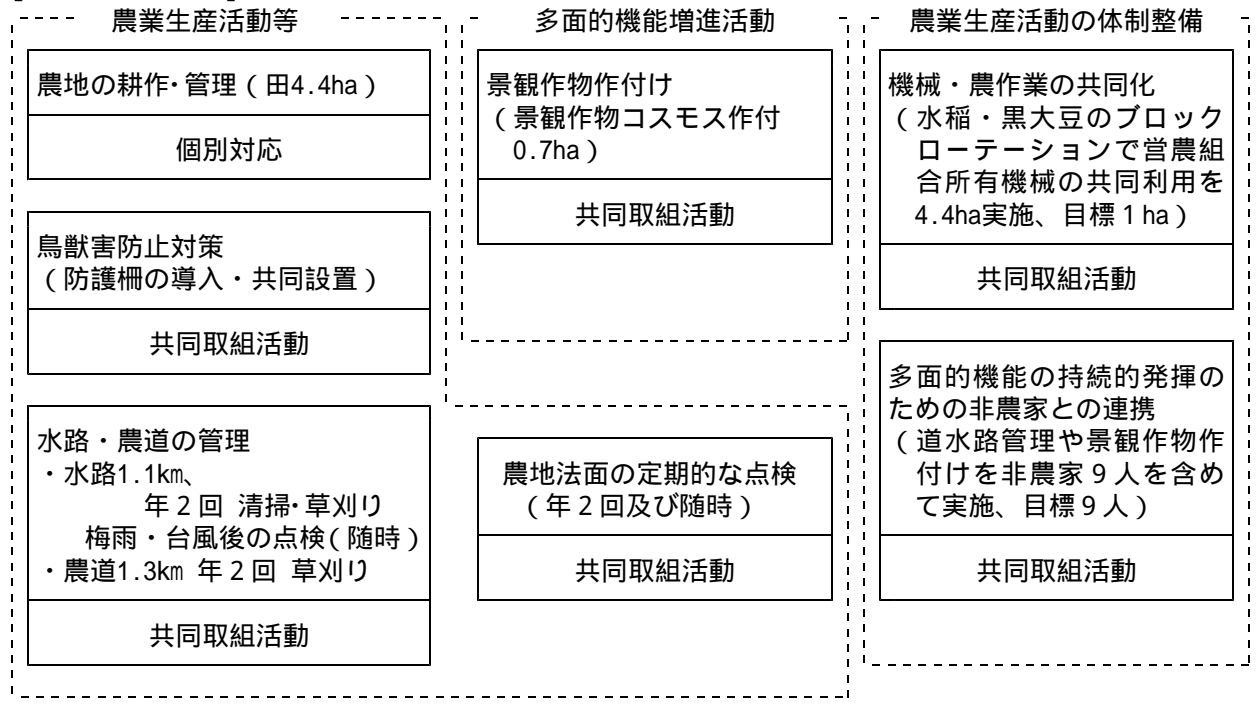 農業生産活動等
農地の耕作・管理（田4.4ha）
個別対応
鳥獣害防止対策
（防護柵の導入・共同設置）
共同取組活動
水路・農道の管理
・水路1.1km、
年２回 清掃・草刈り
梅雨・台風後の点検（随時）
・農道1.3km 年２回 草刈り
共同取組活動
多面的機能増進活動
景観作物作付け
（景観作物コスモス作付
0.7ha）
共同取組活動
農地法面の定期的な点検
（年２回及び随時）
共同取組活動
農業生産活動の体制整備
機械・農作業の共同化
（水稲・黒大豆のブロック
ローテーションで営農組
合所有機械の共同利用を
4.4ha実施、目標１ha）
共同取組活動
多面的機能の持続的発揮の
ための非農家との連携
（道水路管理や景観作物作
付けを非農家９人を含め
て実施、目標９人）
共同取組活動